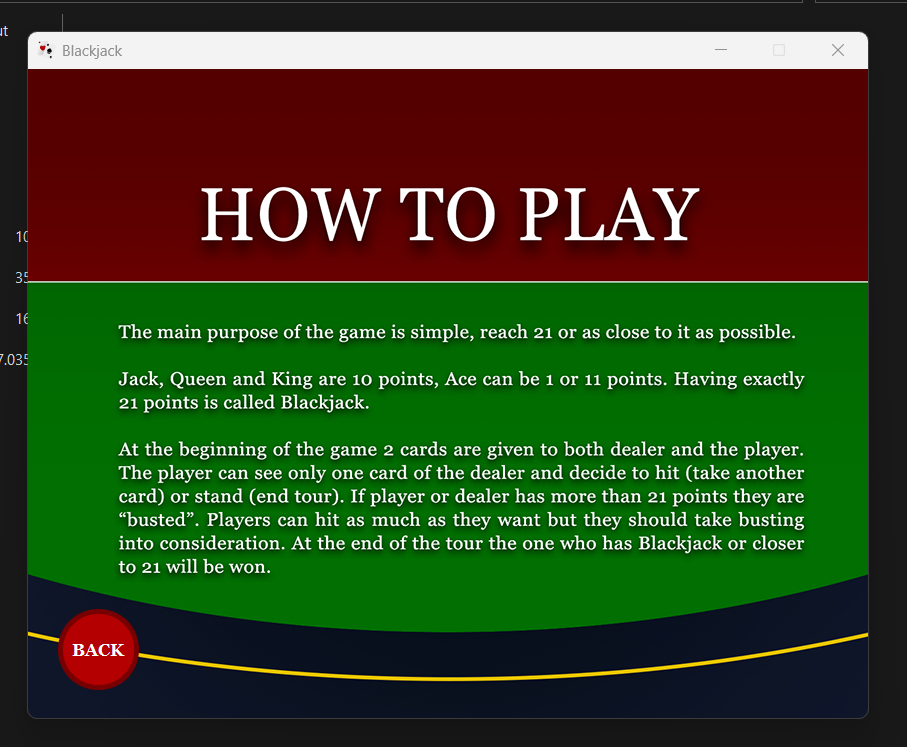 ut
Blackjack
HOW TO PLAY
10
35
16
7.035
The main purpose of the game is simple, reach 21 or as close to it as possible.
Jack, Queen and King are 10 points, Ace can be 1 or 11 points. Having exactly
21 points is called Blackjack.
At the beginning of the game 2 cards are given to both dealer and the player.
The player can see only one card of the dealer and decide to hit (take another
card) or stand (end tour). If player or dealer has more than 21 points they are
“busted”. Players can hit as much as they want but they should take busting
into consideration. At the end of the tour the one who has Blackjack or closer
to 21 will be won.
BACK